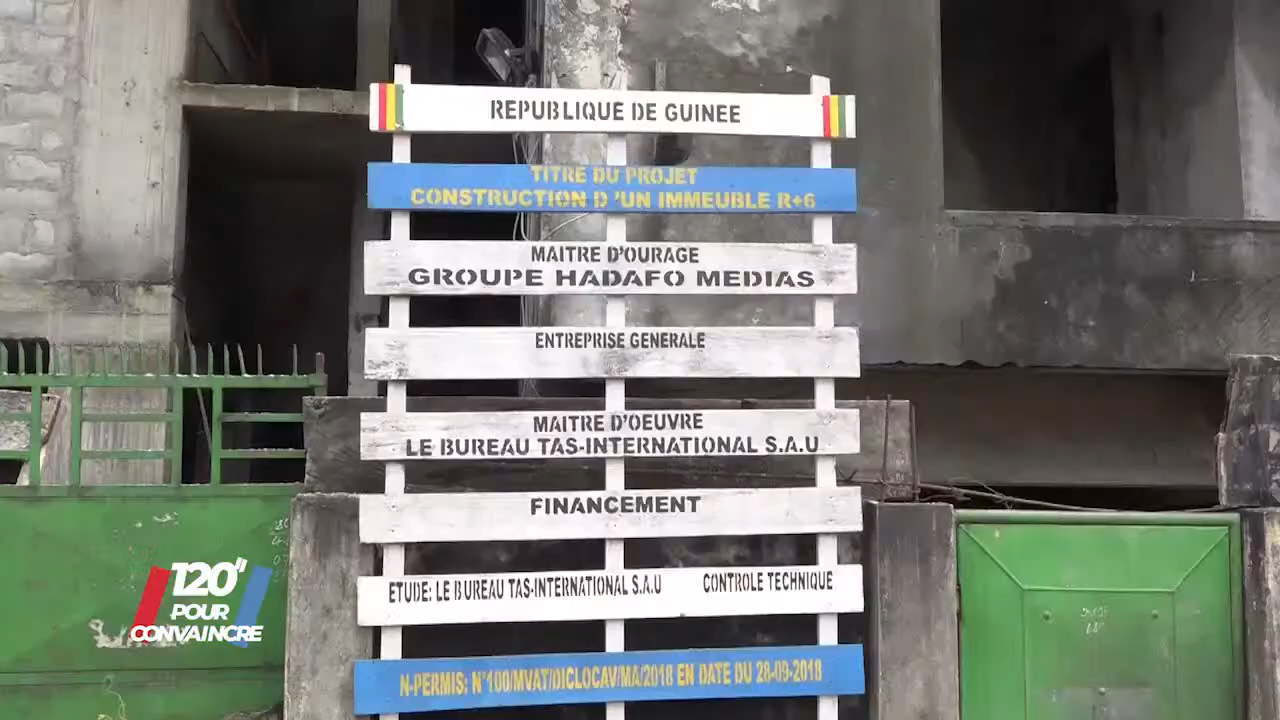 REPUBLIQUE DE GUINEE
TITRE DU PROJET
CONSTRUCTION D 'UN IMMEUBLE R+6
MAITRE D'OURAGE
GROUPE HADAFO MEDIAS
ENTREPRISE GENERALE
MAITRE D'OEUVRE
LE BUREAU TAS-INTERNATIONAL S.A.U
FINANCEMENT
ETUDE: LE BUREAU TAS-INTERNATIONAL S.A.U CONTROLE TECHNIQUE
N-PERMIS: N°100/MVAT/DICLOCAV/MA/2018 EN DATE DU 28-09-2018
120"
POUR
CONVAINCRE